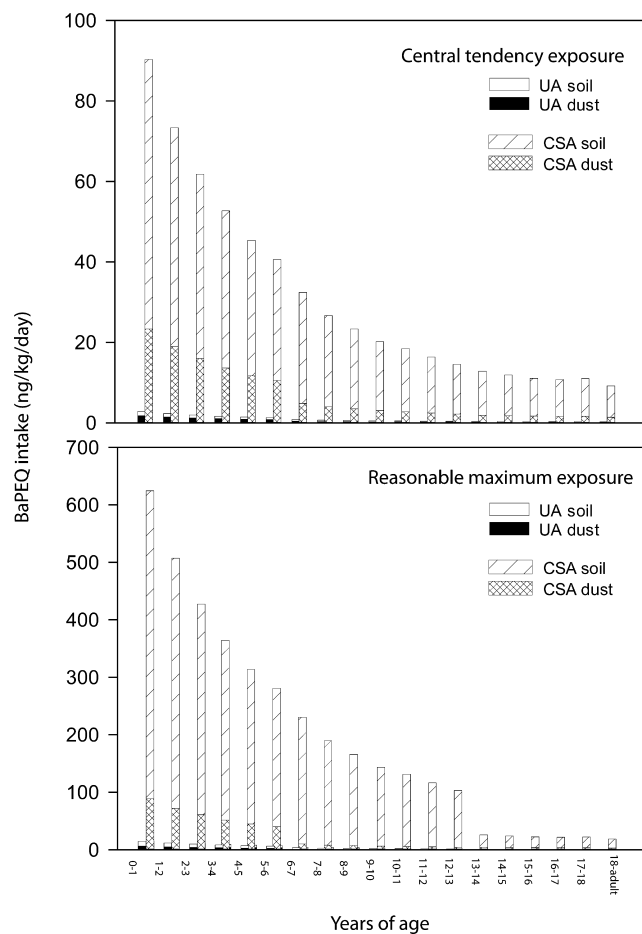 100
80
60
40
20
0
Central tendency exposure
UA soil
UA dust
CSA soil
CSA dust
BaPEQ intake (ng/kg/day)
700
600
500
400
300
200
100
0
Reasonable maximum exposure
UA soil
UA dust
CSA soil
CSA dust
0-1
1-2
2-3
3-4
4-5
5-6
6-7
7-8
8-9
9-10
10-11
11-12
12-13
13-14
14-15
15-16
16-17
17-18
18-adult
Years of age